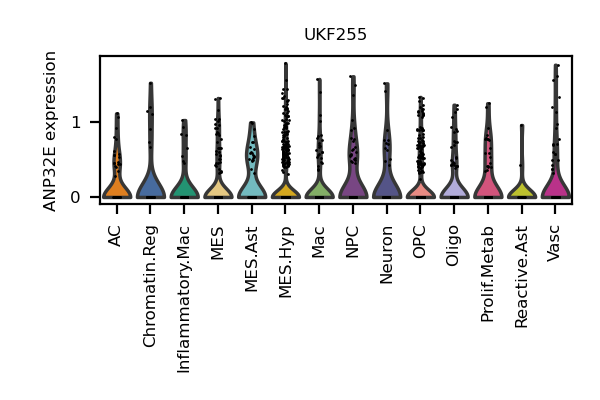 UKF255
ANP32E expression
1
0
AC
Chromatin.Reg
Inflammatory.Mac
MES
MES.Ast
MES.Hyp
Mac
NPC
Neuron
OPC
Oligo
Prolif.Metab
Reactive.Ast
Vasc